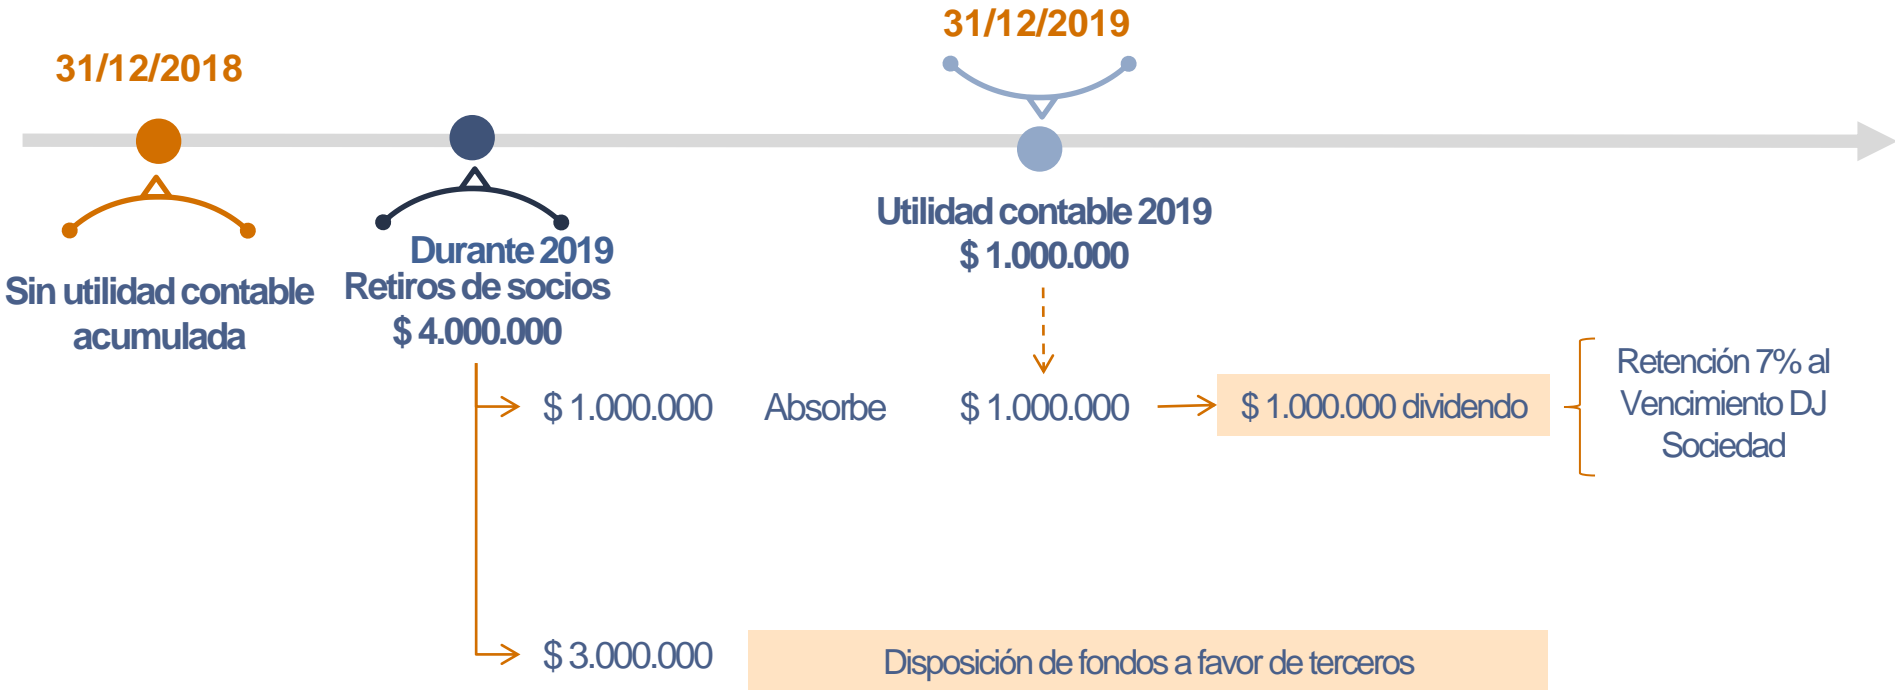 31/12/2019
31/12/2018
Sin utilidad contable
acumulada
Durante 2019
Retiros de socios
$ 4.000.000
Utilidad contable 2019
$ 1.000.000
$ 1.000.000 Absorbe $ 1.000.000 $ 1.000.000 dividendo
Retención 7% al
Vencimiento DJ
Sociedad
$ 3.000.000 Disposición de fondos a favor de terceros